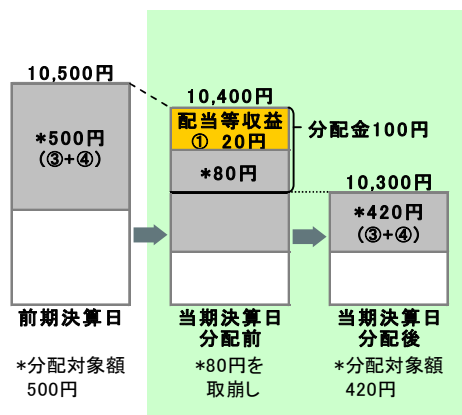 10,500円
*500円
(③+④)
前期決算日
*分配対象額
500円
10,400円
配当等収益
① 20円
*80円
分配金100円
当期決算日
分配前
*80円を
取崩し
10,300円
*420円
(③+④)
当期決算日
分配後
*分配対象額
420円